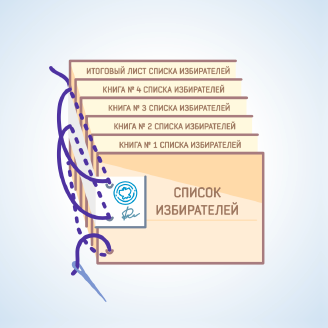 ИТОГОВЫЙ ЛИСТ СПИСКА ИЗБИРАТЕЛЕЙ
КНИГА № 4 СПИСКА ИЗБИРАТЕЛЕЙ
КНИГА № 3 СПИСКА ИЗБИРАТЕЛЕЙ
КНИГА № 2 СПИСКА ИЗБИРАТЕЛЕЙ
КНИГА № 1 СПИСКА ИЗБИРАТЕЛЕЙ
СПИСОК
ИЗБИРАТЕЛЕЙ